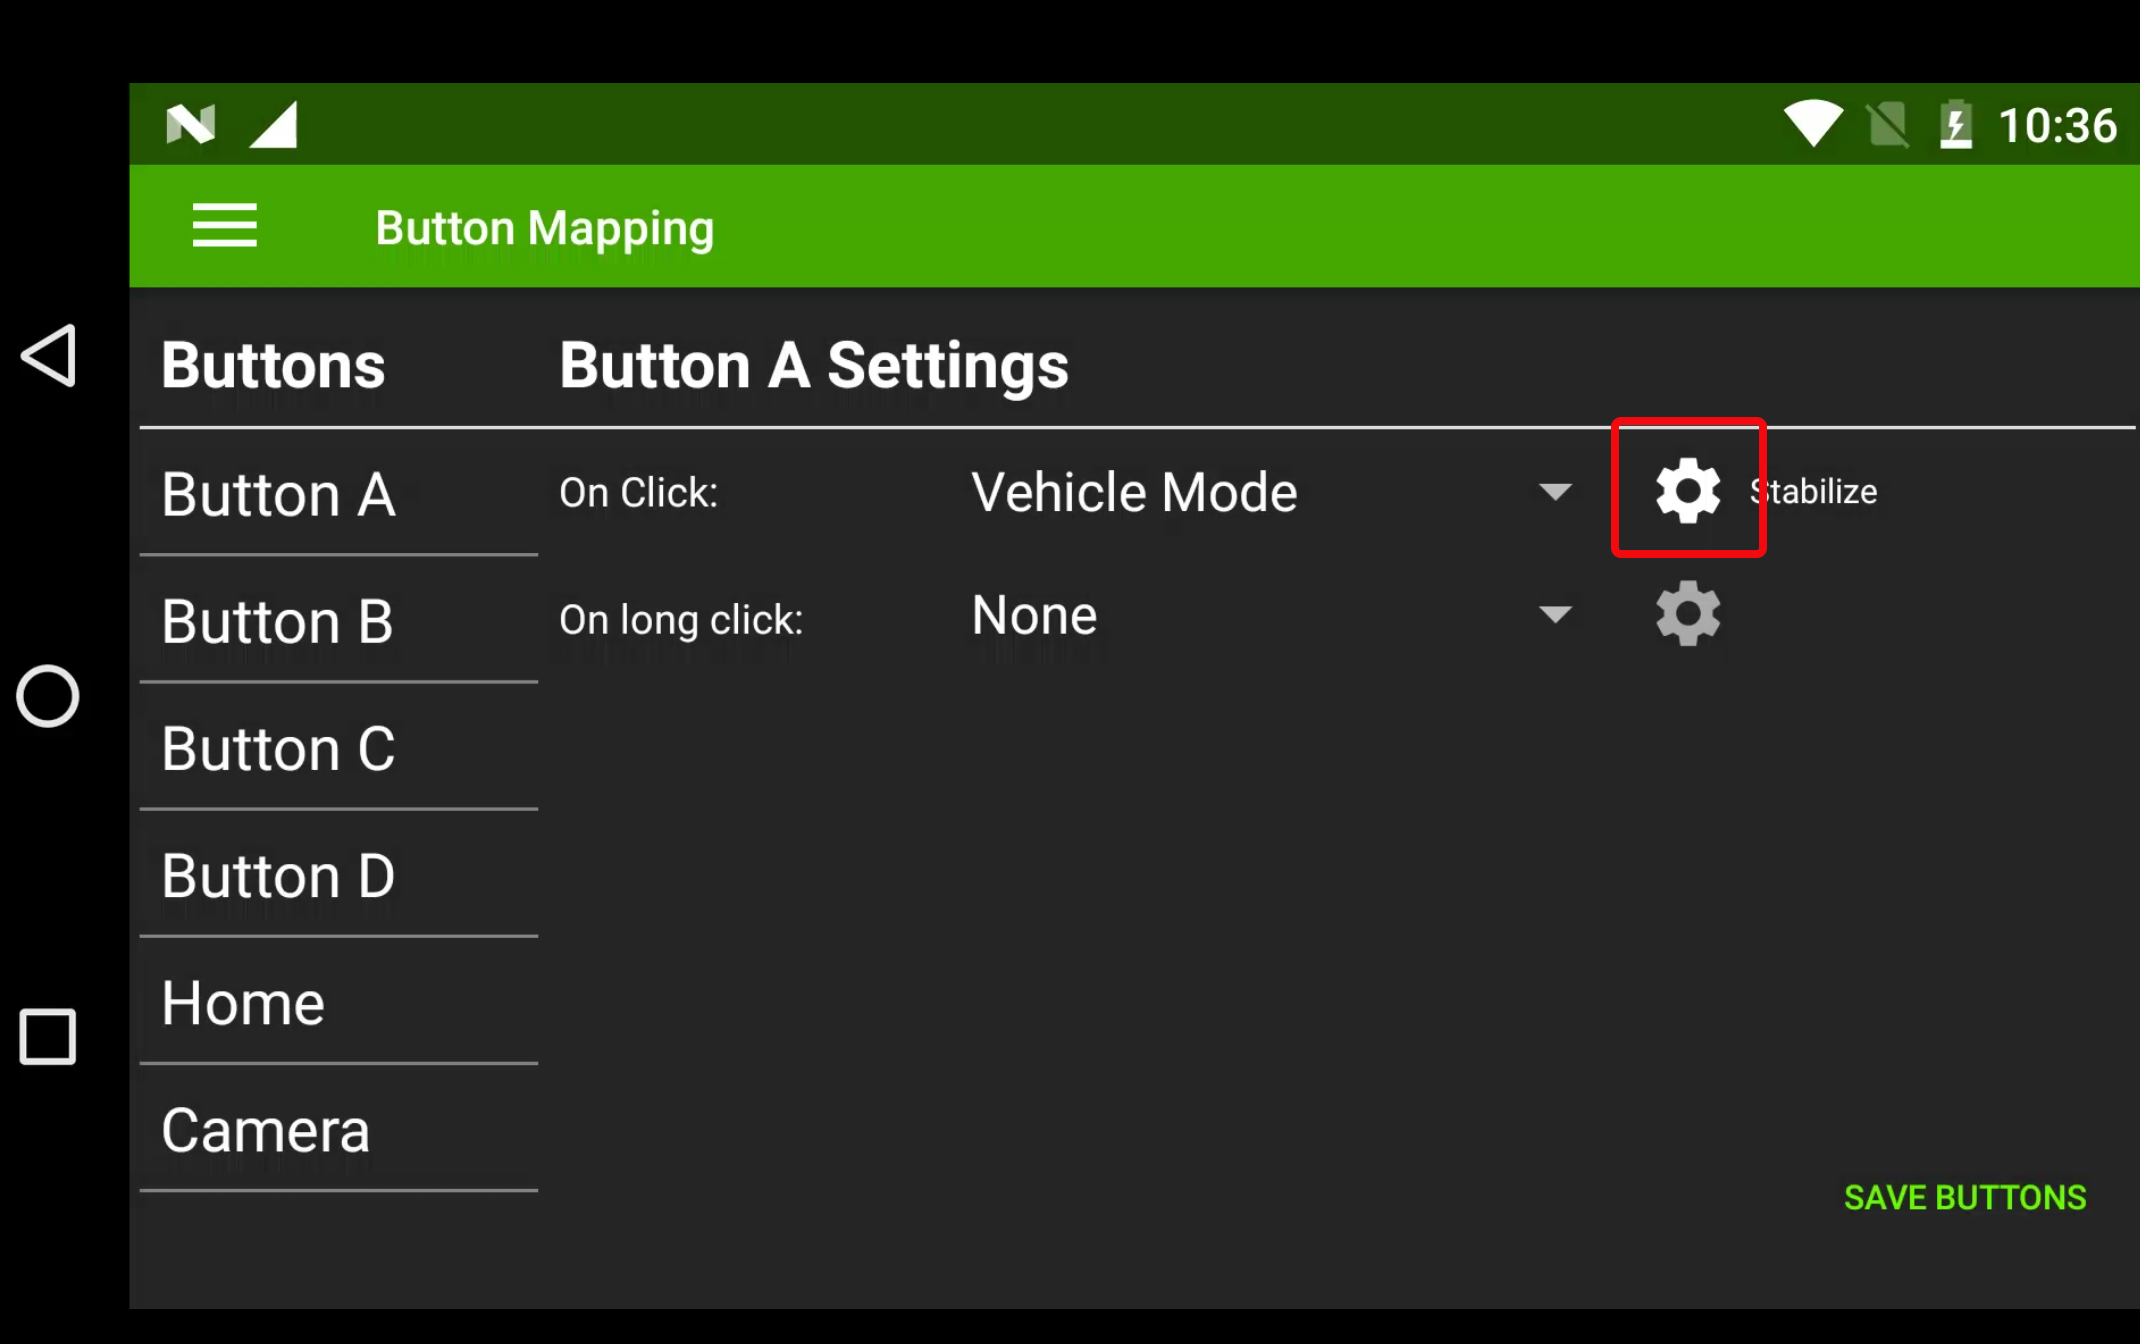 10:36
Button Mapping
Buttons
Button A Settings
Button A
On Click:
Vehicle Mode
Stabilize
Button B
On long click:
None
Button C
Button D
Home
Camera
SAVE BUTTONS